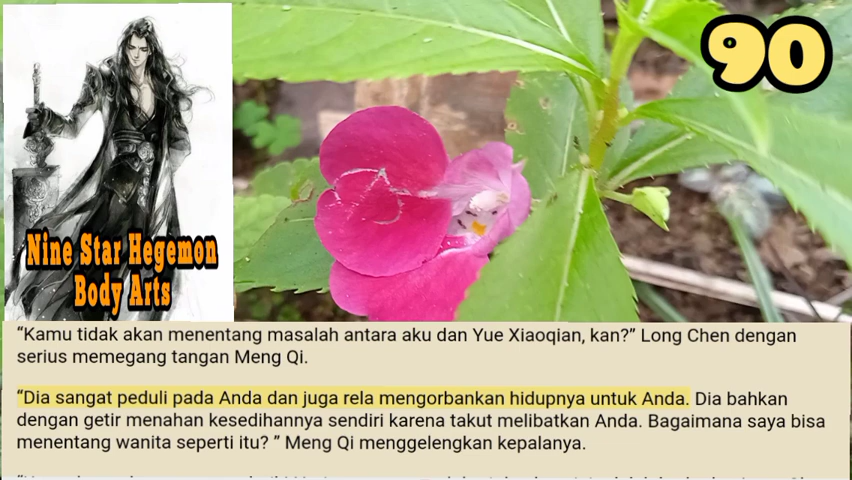 90
Nine Star Hegemon
Body Arts
“Kamu tidak akan menentang masalah antara aku dan Yue Xiaoqian, kan?” Long Chen dengan
serius memegang tangan Meng Qi.
“Dia sangat peduli pada Anda dan juga rela mengorbankan hidupnya untuk Anda. Dia bahkan
dengan getir menahan kesedihannya sendiri karena takut melibatkan Anda. Bagaimana saya bisa
menentang wanita seperti itu? ” Meng Qi menggelengkan kepalanya.